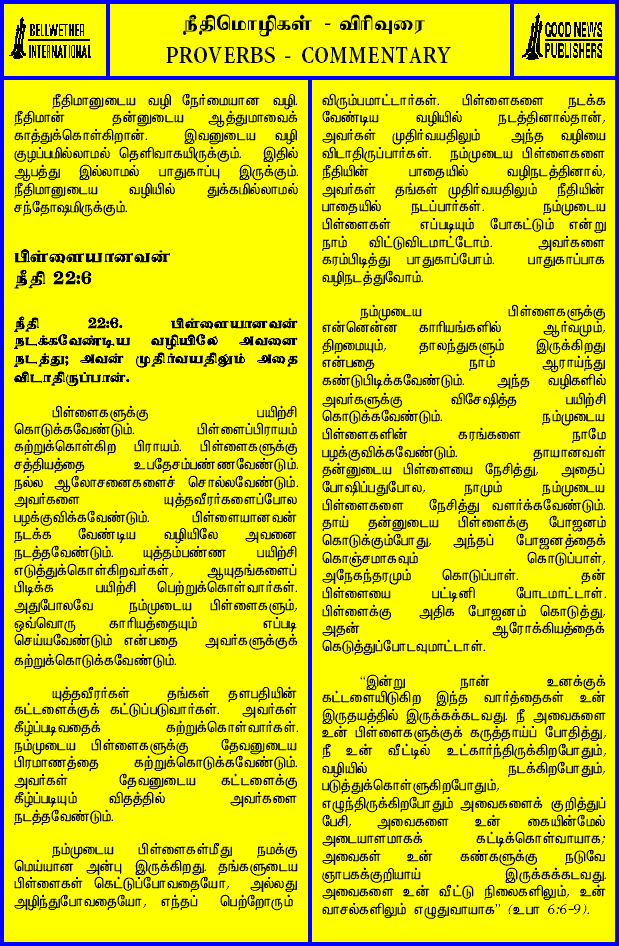 BELLWETHER
INTERNATIONAL
நீதிமொழிகள் - விரிவுரை
PROVERBS - COMMENTARY
GOOD NEWS
PUBLISHERS
நீதிமானுடைய வழி நேர்மையான வழி.
நீதிமான் தன்னுடைய ஆத்துமாவைக்
காத்துக்கொள்கிறான். இவனுடைய வழி
குழப்பமில்லாமல் தெளிவாகயிருக்கும். இதில்
ஆபத்து இல்லாமல் பாதுகாப்பு இருக்கும்.
நீதிமானுடைய வழியில் துக்கமில்லாமல்
சந்தோஷமிருக்கும்.
பிள்ளையானவன்
நீதி 22:6
நீதி 22:6. பிள்ளையானவன்
நடக்கவேண்டிய வழியிலே அவனை
நடத்து; அவன் முதிர்வயதிலும் அதை
விடாதிருப்பான்.
பிள்ளைகளுக்கு பயிற்சி
கொடுக்கவேண்டும். பிள்ளைப்பிராயம்
கற்றுக்கொள்கிற பிராயம். பிள்ளைகளுக்கு
சத்தியத்தை உபதேசம்பண்ணவேண்டும்.
நல்ல ஆலோசனைகளைச் சொல்லவேண்டும்.
அவர்களை யுத்தவீரர்களைப்போல
பழக்குவிக்கவேண்டும். பிள்ளையானவன்
நடக்க வேண்டிய வழியிலே அவனை
நடத்தவேண்டும். யுத்தம்பண்ண பயிற்சி
எடுத்துக்கொள்கிறவர்கள், ஆயுதங்களைப்
பிடிக்க பயிற்சி பெற்றுக்கொள்வார்கள்.
அதுபோலவே நம்முடைய பிள்ளைகளும்,
ஒவ்வொரு காரியத்தையும் எப்படி
செய்யவேண்டும் என்பதை அவர்களுக்குக்
கற்றுக்கொடுக்கவேண்டும்.
யுத்தவீரர்கள் தங்கள் தளபதியின்
கட்டளைக்குக் கட்டுப்படுவார்கள். அவர்கள்
கீழ்ப்படிவதைக் கற்றுக்கொள்வார்கள்.
நம்முடைய பிள்ளைகளுக்கு தேவனுடைய
பிரமாணத்தை கற்றுக்கொடுக்கவேண்டும்.
அவர்கள் தேவனுடைய கட்டளைக்கு
கீழ்ப்படியும் விதத்தில் அவர்களை
நடத்தவேண்டும்.
நம்முடைய பிள்ளைகள்மீது நமக்கு
மெய்யான அன்பு இருக்கிறது. தங்களுடைய
பிள்ளைகள் கெட்டுப்போவதையோ, அல்லது
அழிந்துபோவதையோ, எந்தப் பெற்றோரும்
விரும்பமாட்டார்கள். பிள்ளைகளை நடக்க
வேண்டிய வழியில் நடத்தினால்தான்,
அவர்கள் முதிர்வயதிலும் அந்த வழியை
விடாதிருப்பார்கள். நம்முடைய பிள்ளைகளை
நீதியின் பாதையில் வழிநடத்தினால்,
அவர்கள் தங்கள் முதிர்வயதிலும் நீதியின்
பாதையில் நடப்பார்கள். நம்முடைய
பிள்ளைகள் எப்படியும் போகட்டும் என்று
நாம் விட்டுவிடமாட்டோம். அவர்களை
கரம்பிடித்து பாதுகாப்போம். பாதுகாப்பாக
வழிநடத்துவோம்.
நம்முடைய பிள்ளைகளுக்கு
என்னென்ன காரியங்களில் ஆர்வமும்,
திறமையும், தாலந்துகளும் இருக்கிறது
என்பதை நாம் ஆராய்ந்து
கண்டுபிடிக்கவேண்டும். அந்த வழிகளில்
அவர்களுக்கு விசேஷித்த பயிற்சி
கொடுக்கவேண்டும். நம்முடைய
பிள்ளைகளின் கரங்களை நாமே
பழக்குவிக்கவேண்டும். தாயானவள்
தன்னுடைய பிள்ளையை நேசித்து, அதைப்
போஷிப்பதுபோல, நாமும் நம்முடைய
பிள்ளைகளை நேசித்து வளர்க்கவேண்டும்.
தாய் தன்னுடைய பிள்ளைக்கு போஜனம்
கொடுக்கும்போது, அந்தப் போஜனத்தைக்
கொஞ்சமாகவும் கொடுப்பாள்,
அநேகந்தரமும் கொடுப்பாள். தன்
பிள்ளையை பட்டினி போடமாட்டாள்.
பிள்ளைக்கு அதிக போஜனம் கொடுத்து,
அதன் ஆரோக்கியத்தைக்
கெடுத்துப்போடவுமாட்டாள்.
"இன்று நான் உனக்குக்
கட்டளையிடுகிற இந்த வார்த்தைகள் உன்
இருதயத்தில் இருக்கக்கடவது. நீ அவைகளை
உன் பிள்ளைகளுக்குக் கருத்தாய்ப் போதித்து,
நீ உன் வீட்டில் உட்கார்ந்திருக்கிறபோதும்,
வழியில் நடக்கிறபோதும்,
படுத்துக்கொள்ளுகிறபோதும்,
எழுந்திருக்கிறபோதும் அவைகளைக் குறித்துப்
பேசி, அவைகளை உன் கையின்மேல்
அடையாளமாகக் கட்டிக்கொள்வாயாக;
அவைகள் உன் கண்களுக்கு நடுவே
ஞாபகக்குறியாய் இருக்கக்கடவது.
அவைகளை உன் வீட்டு நிலைகளிலும், உன்
வாசல்களிலும் எழுதுவாயாக" (உபா 6:6-9).